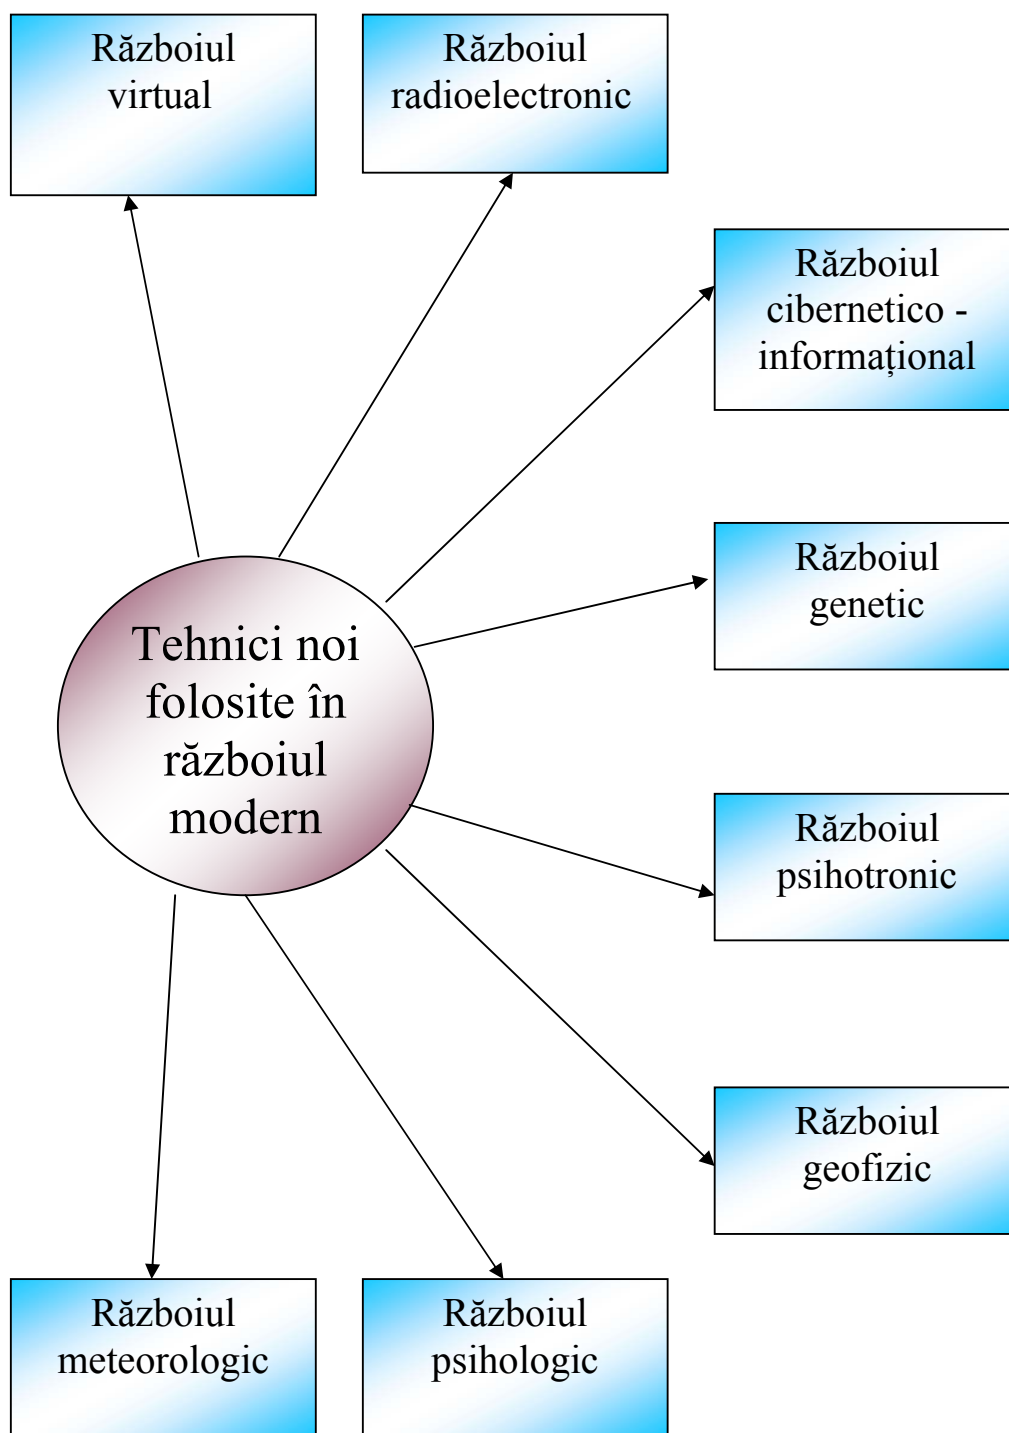 Războiul
virtual
Războiul
radioelectronic
Războiul
cibernetico -
informațional
Războiul
genetic
Tehnici noi
folosite în
războiul
modern
Războiul
psihotronic
Războiul
geofizic
Războiul
meteorologic
Războiul
psihologic